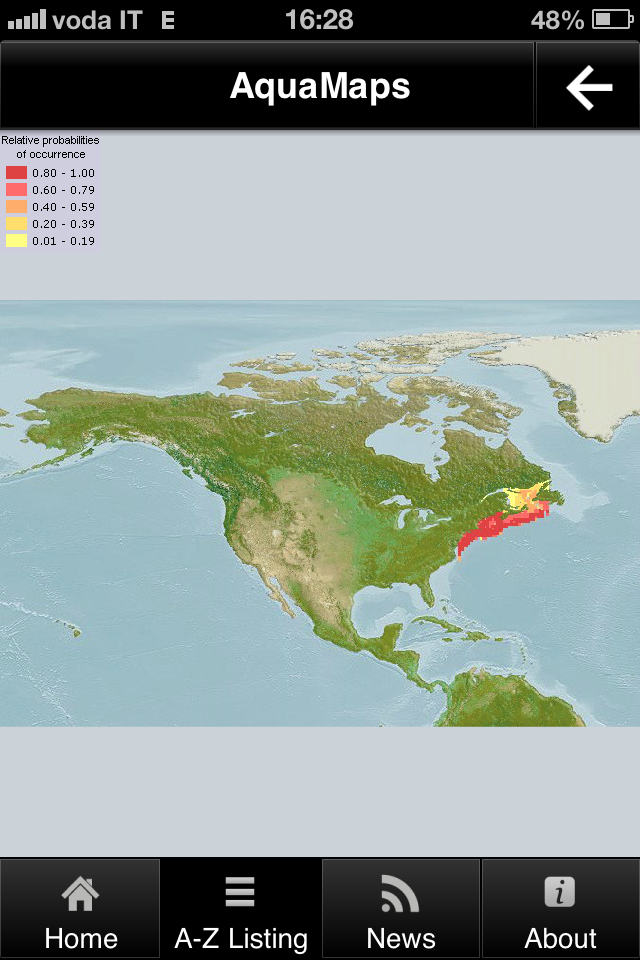 voda IT E 16:28 48%
AquaMaps
Relative probabilities
of occurrence
0.80 - 1.00
0.60 - 0.79
0.40 - 0.59
0.20 - 0.39
0.01 - 0.19
Home A-Z Listing News About